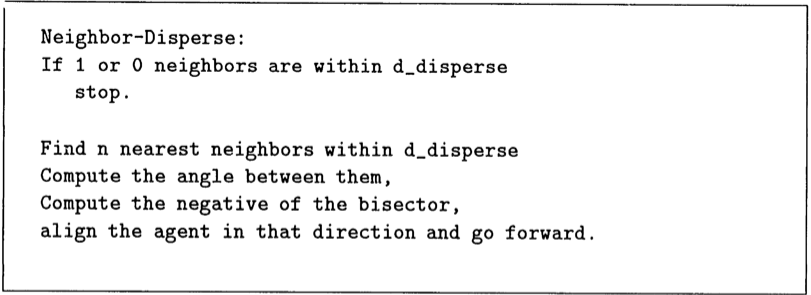 Neighbor-Disperse:
If 1 or 0 neighbors are within d_disperse
stop.
Find n nearest neighbors within d_disperse
Compute the angle between them,
Compute the negative of the bisector,
align the agent in that direction and go forward.